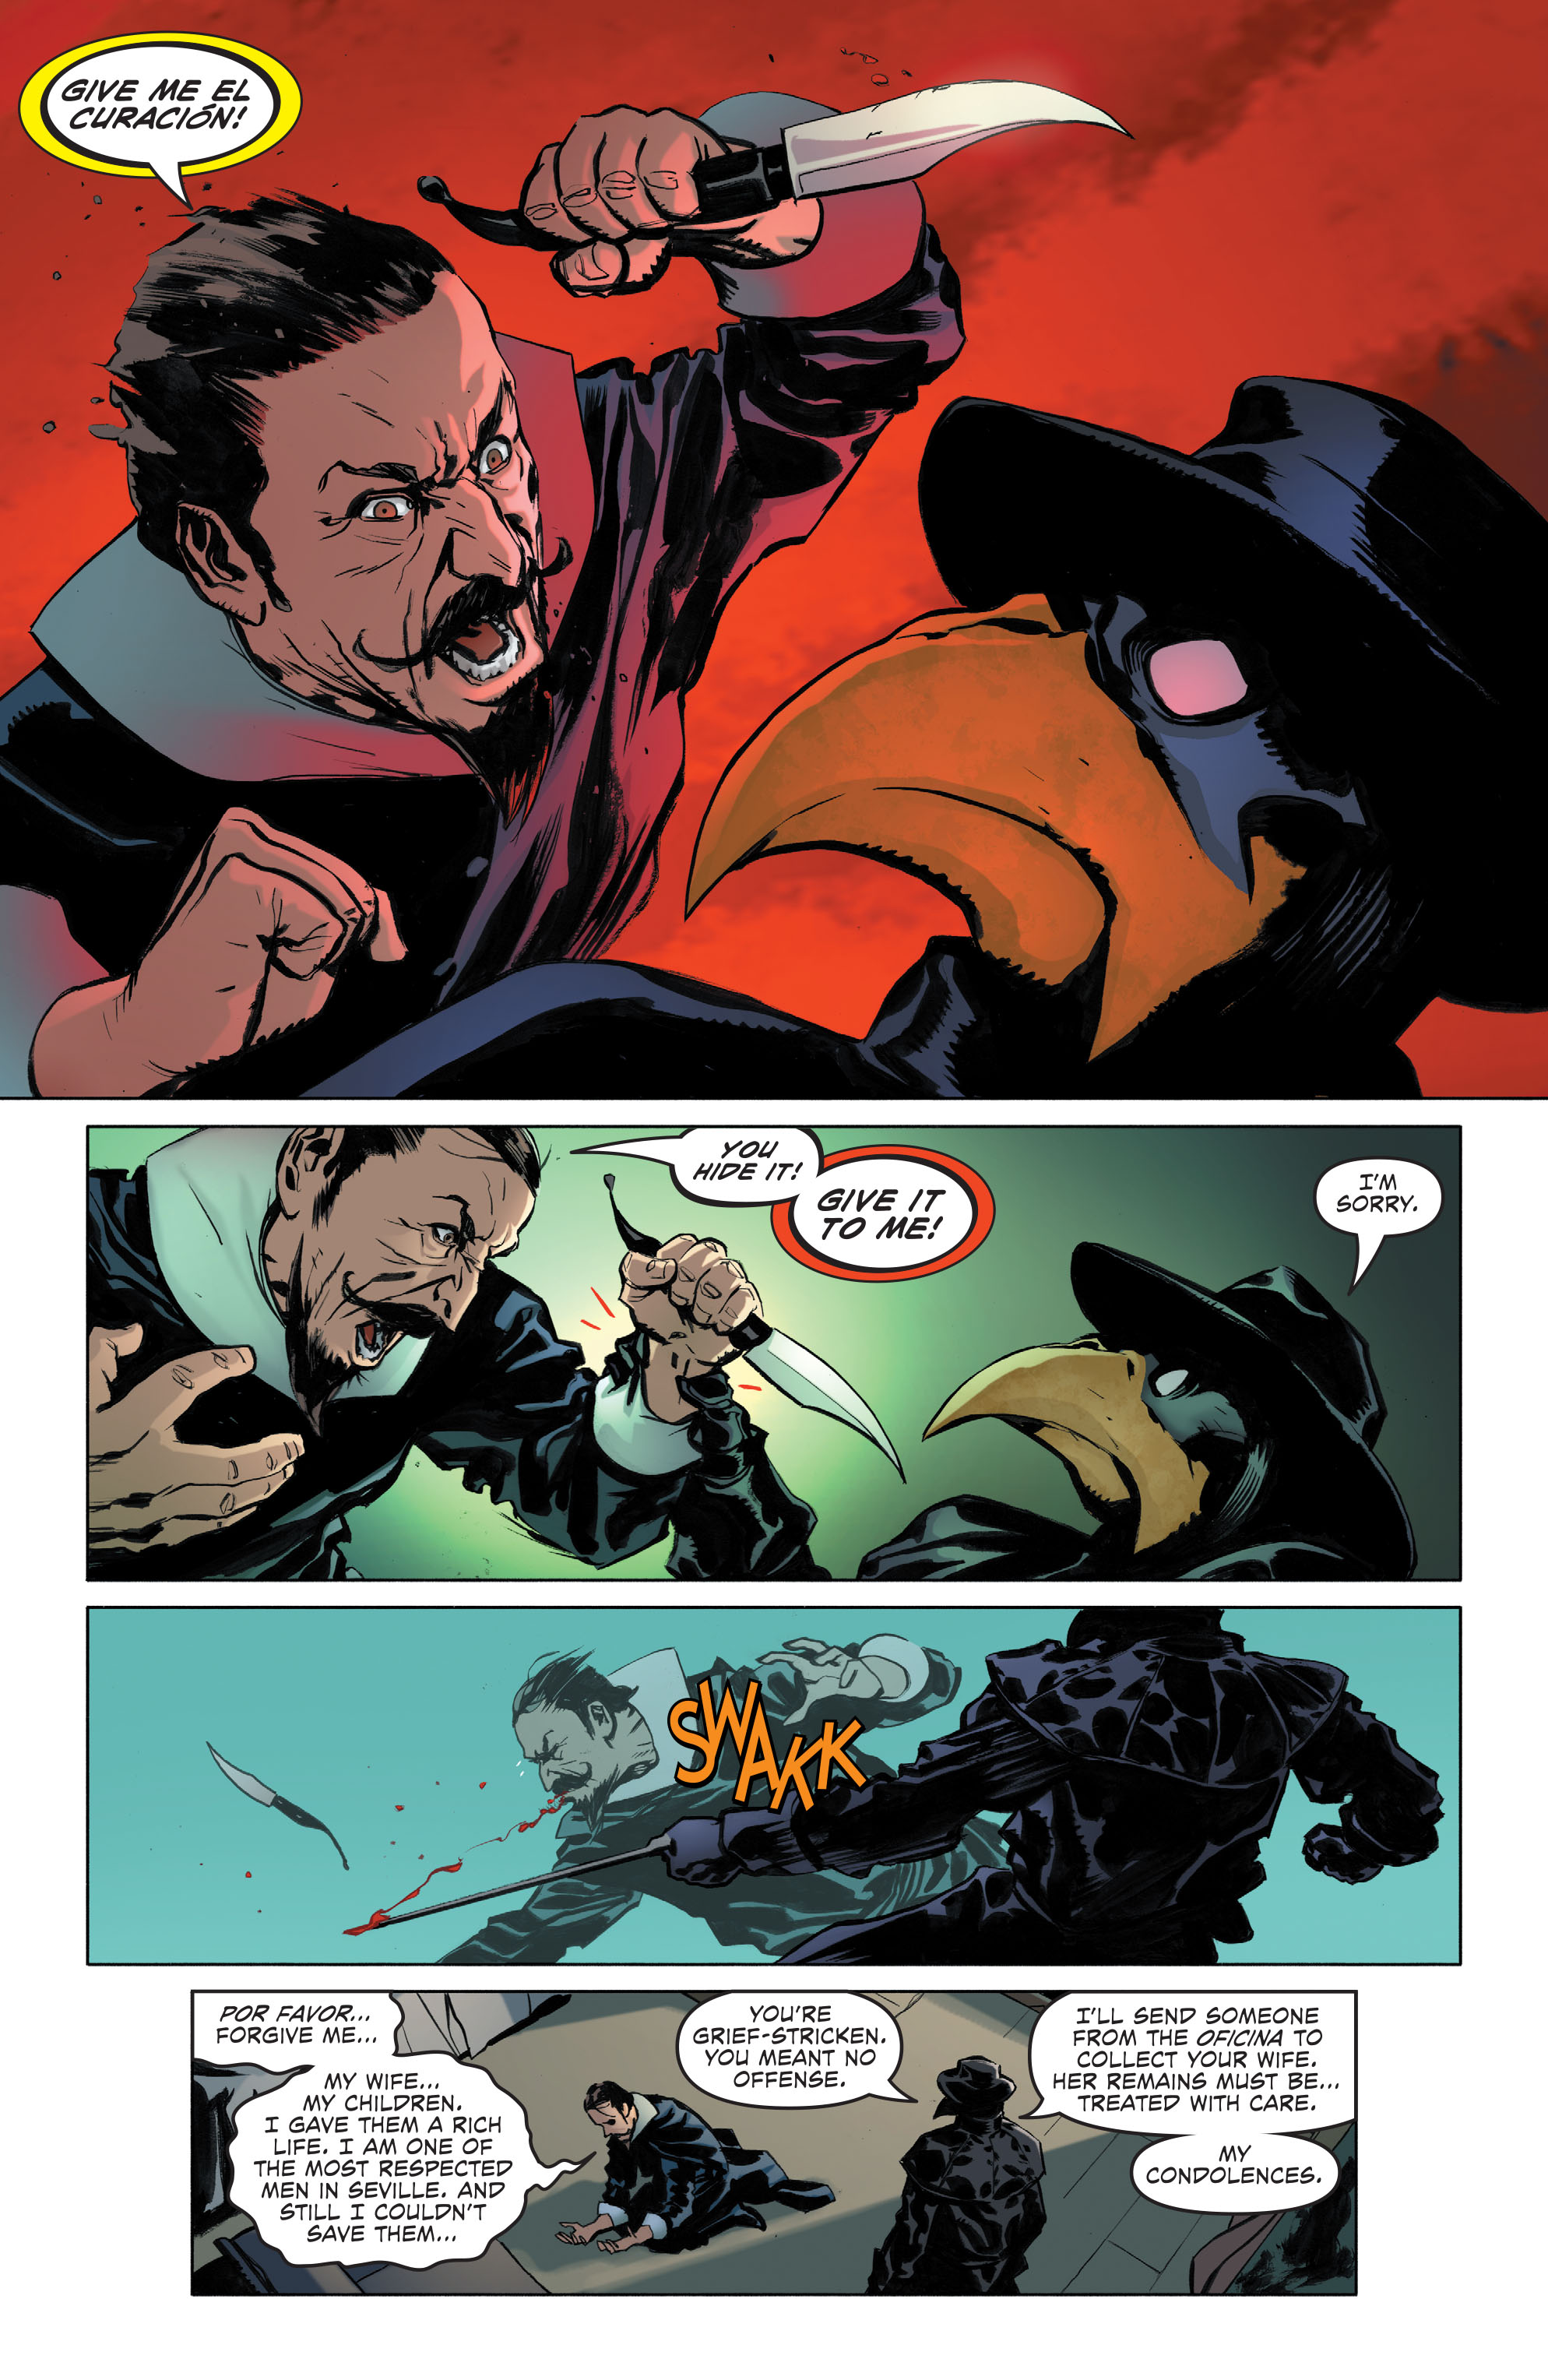 GIVE ME EL
CURACIÓN!
YOU
HIDE IT!
GIVE IT
TO ME!
I'M
SORRY.
SWAKK
POR FAVOR...
FORGIVE ME...
MY WIFE...
MY CHILDREN.
I GAVE THEM A RICH
LIFE. I AM ONE OF
THE MOST RESPECTED
MEN IN SEVILLE. AND
STILL I COULDN'T
SAVE THEM...
YOU'RE
GRIEF-STRICKEN.
YOU MEANT NO
OFFENSE.
I'LL SEND SOMEONE
FROM THE OFICINA TO
COLLECT YOUR WIFE.
HER REMAINS MUST BE...
TREATED WITH CARE.
MY
CONDOLENCES.